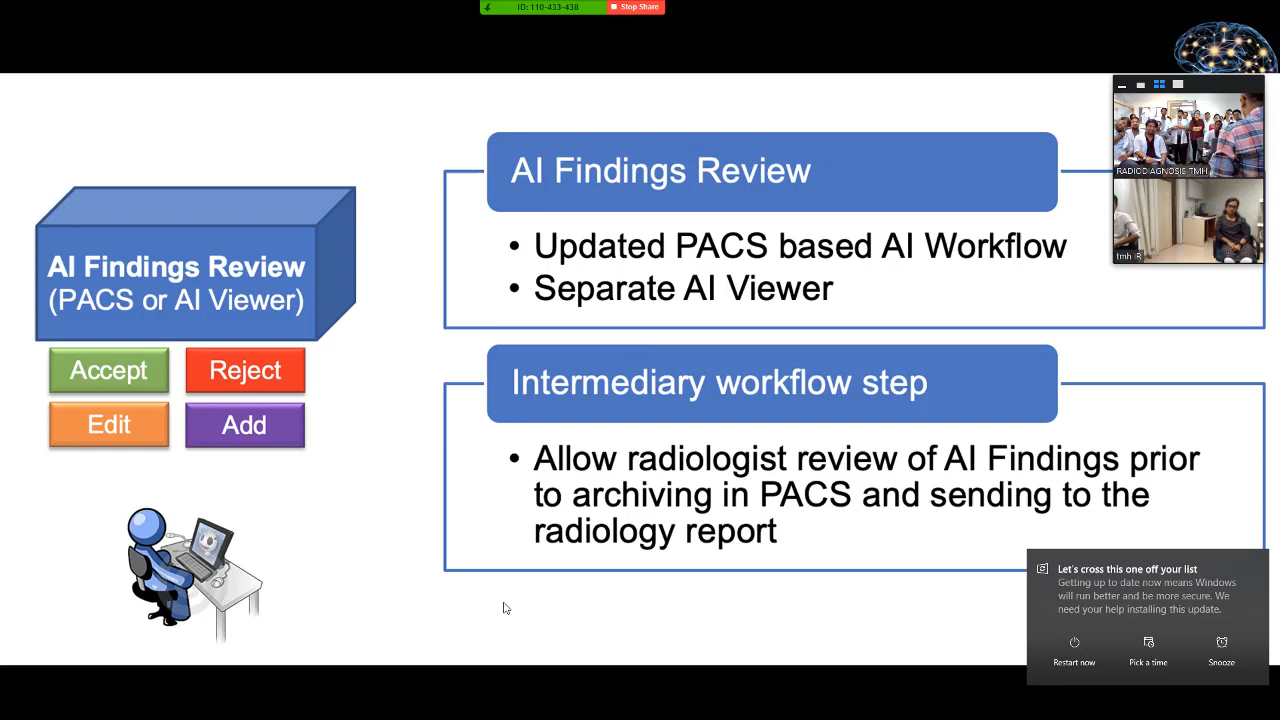 ID: 110-433-438
Stop Share
RADIODIAGNOSIS TMH
tmh IR
AI Findings Review
(PACS or AI Viewer)
Accept
Reject
Edit
Add
AI Findings Review
• Updated PACS based AI Workflow
• Separate AI Viewer
Intermediary workflow step
• Allow radiologist review of AI Findings prior
to archiving in PACS and sending to the
radiology report
Let's cross this one off your list
Getting up to date now means Windows
will run better and be more secure. We
need your help installing this update.
Restart now
Pick a time
Snooze